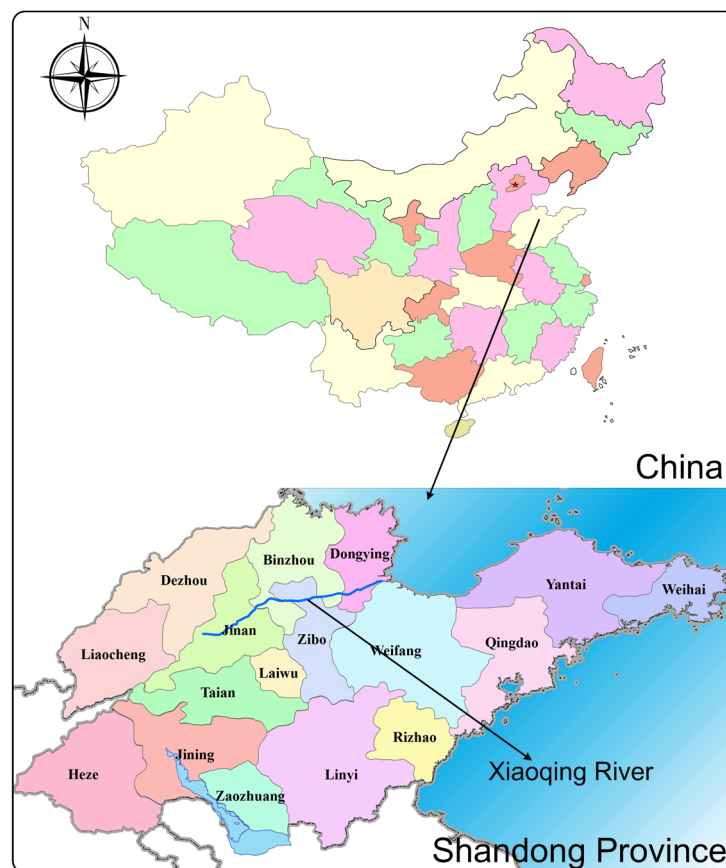 N
China
Dongying
Binzhou
Dezhou
Yantai
Weihai
Jinan
Zibo
Qingdao
Weifang
Liaocheng
Laiwu
Taian
Rizhao
Jining
Xiaoqing River
Heze
Linyi
Zaozhuang
Shandong Province